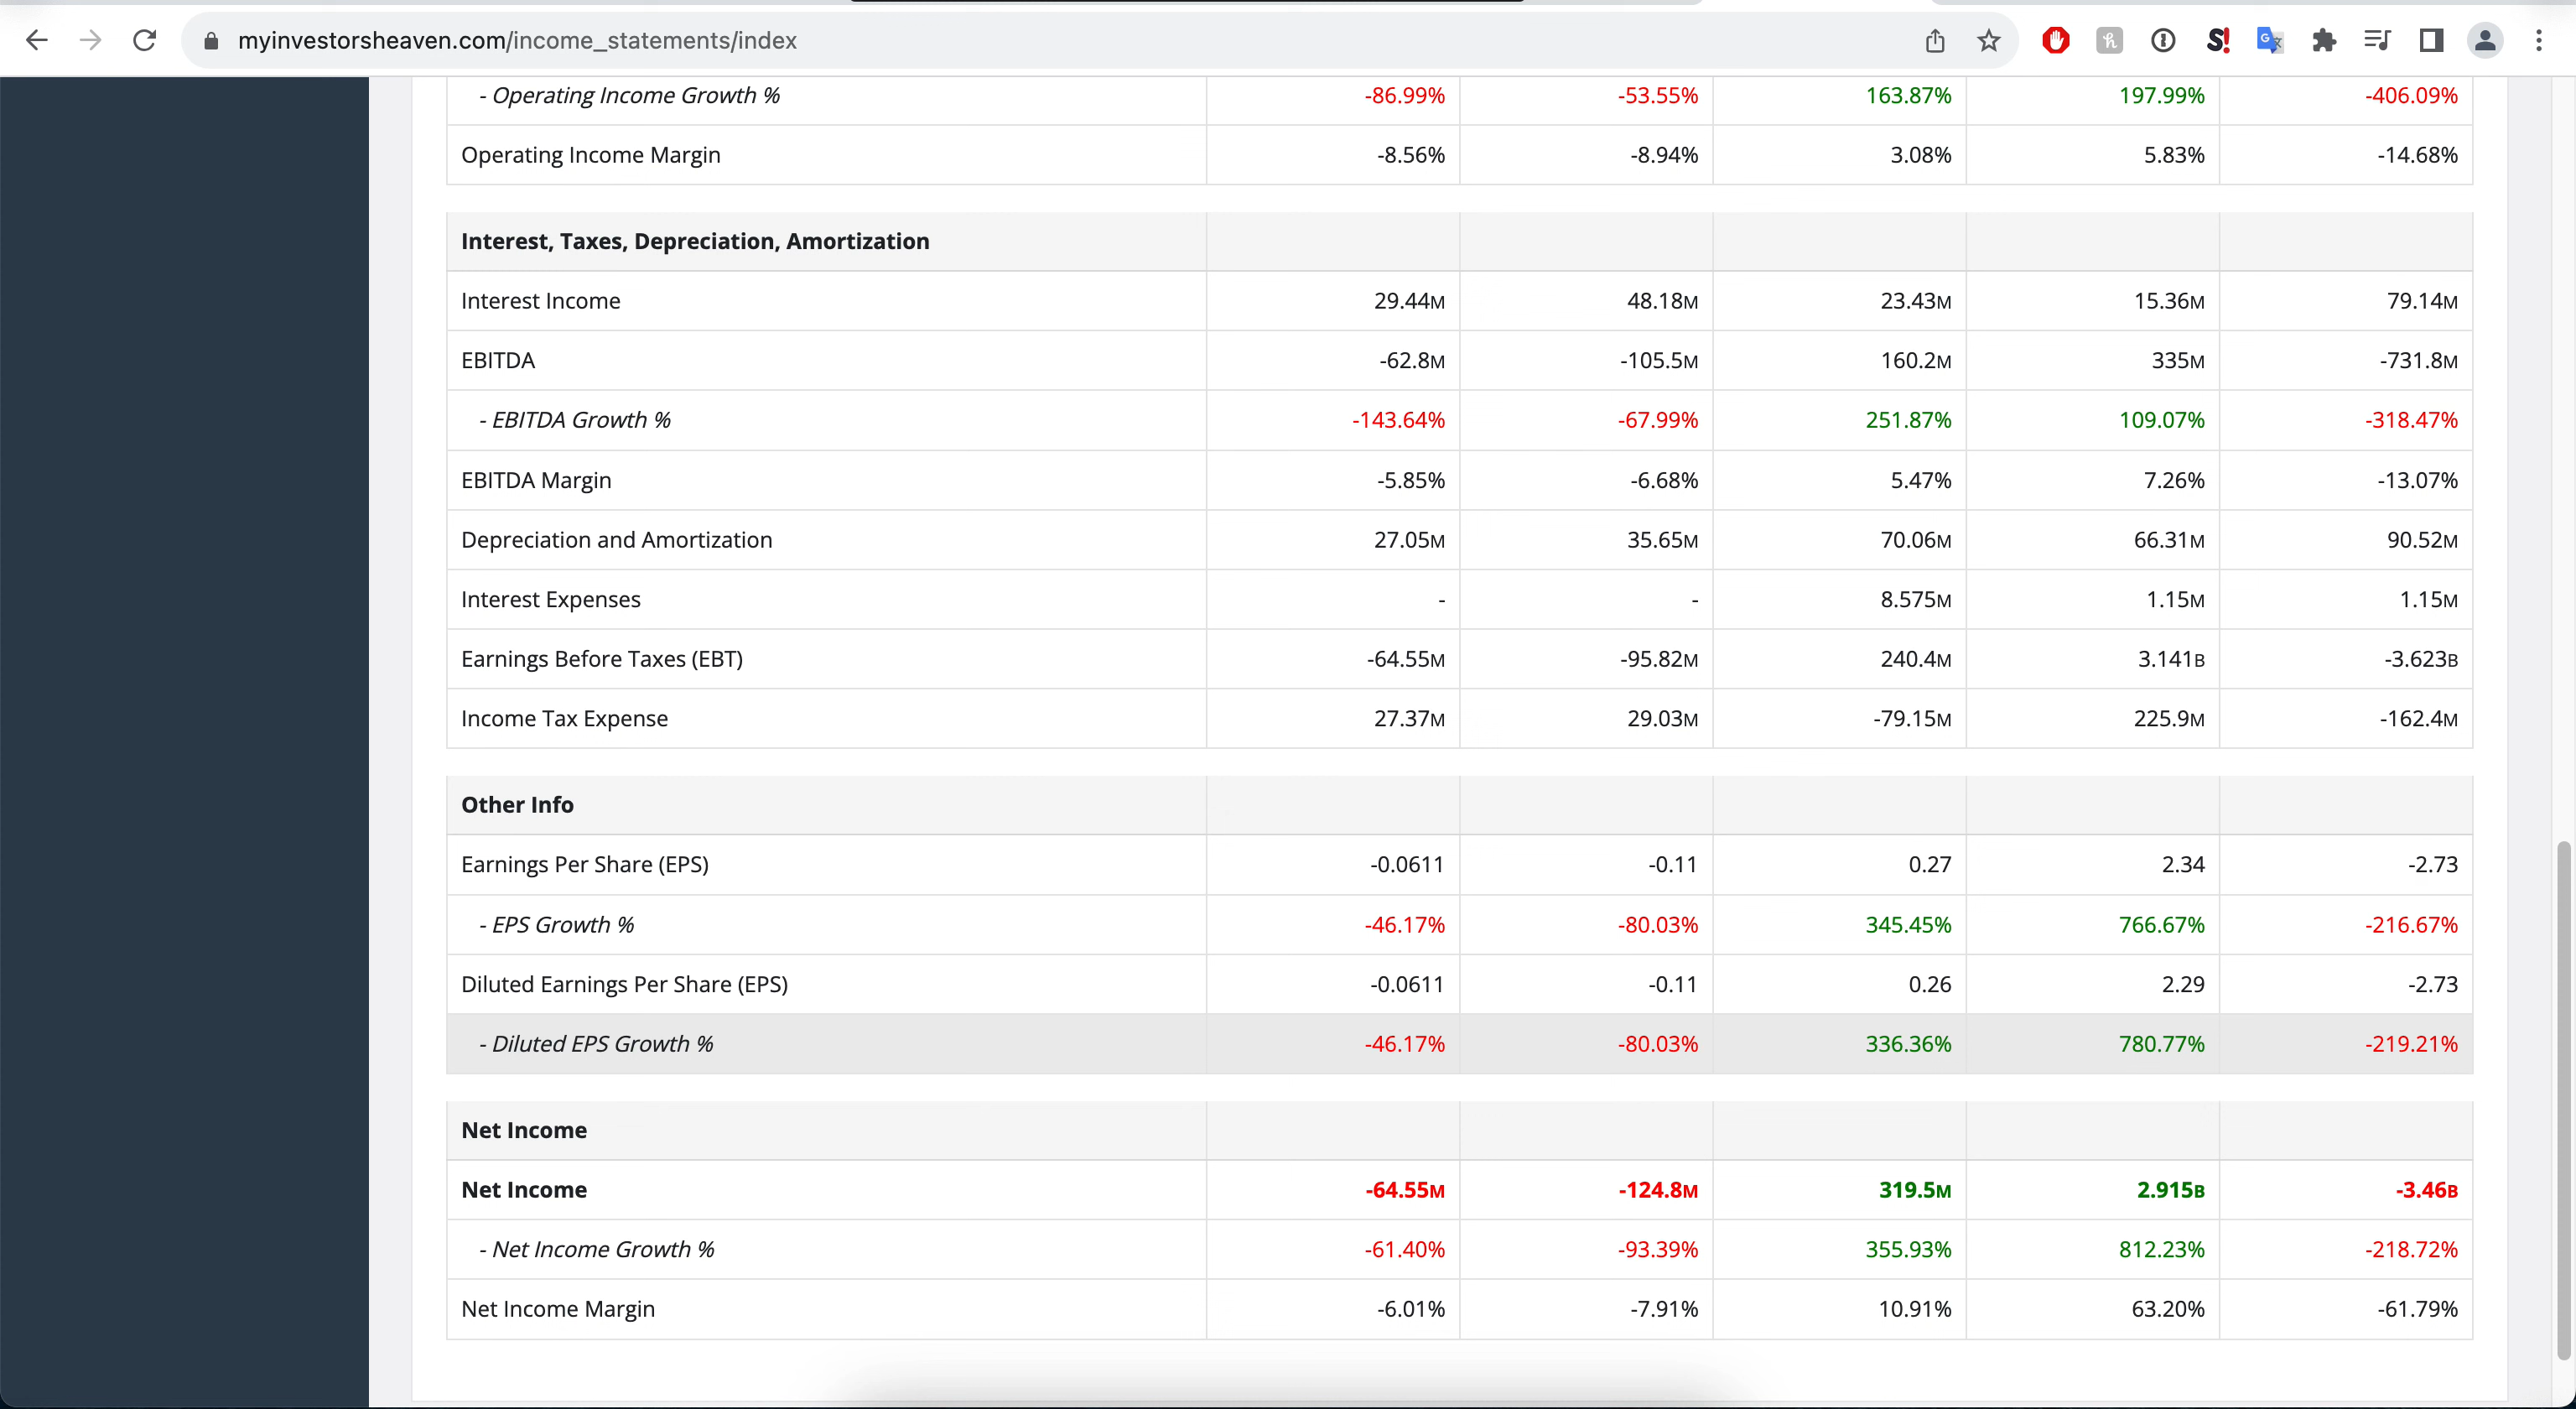 myinvestorsheaven.com/income_statements/index
- Operating Income Growth % -86.99% -53.55% 163.87% 197.99% -406.09%
Operating Income Margin -8.56% -8.94% 3.08% 5.83% -14.68%
Interest, Taxes, Depreciation, Amortization
Interest Income 29.44M 48.18M 23.43M 15.36M 79.14M
EBITDA -62.8M -105.5M 160.2M 335M -731.8M
- EBITDA Growth % -143.64% -67.99% 251.87% 109.07% -318.47%
EBITDA Margin -5.85% -6.68% 5.47% 7.26% -13.07%
Depreciation and Amortization 27.05M 35.65M 70.06M 66.31M 90.52M
Interest Expenses - - 8.575M 1.15M 1.15M
Earnings Before Taxes (EBT) -64.55M -95.82M 240.4M 3.141B -3.623B
Income Tax Expense 27.37M 29.03M -79.15M 225.9M -162.4M
Other Info
Earnings Per Share (EPS) -0.0611 -0.11 0.27 2.34 -2.73
- EPS Growth % -46.17% -80.03% 345.45% 766.67% -216.67%
Diluted Earnings Per Share (EPS) -0.0611 -0.11 0.26 2.29 -2.73
- Diluted EPS Growth % -46.17% -80.03% 336.36% 780.77% -219.21%
Net Income
Net Income -64.55M -124.8M 319.5M 2.915B -3.46B
- Net Income Growth % -61.40% -93.39% 355.93% 812.23% -218.72%
Net Income Margin -6.01% -7.91% 10.91% 63.20% -61.79%